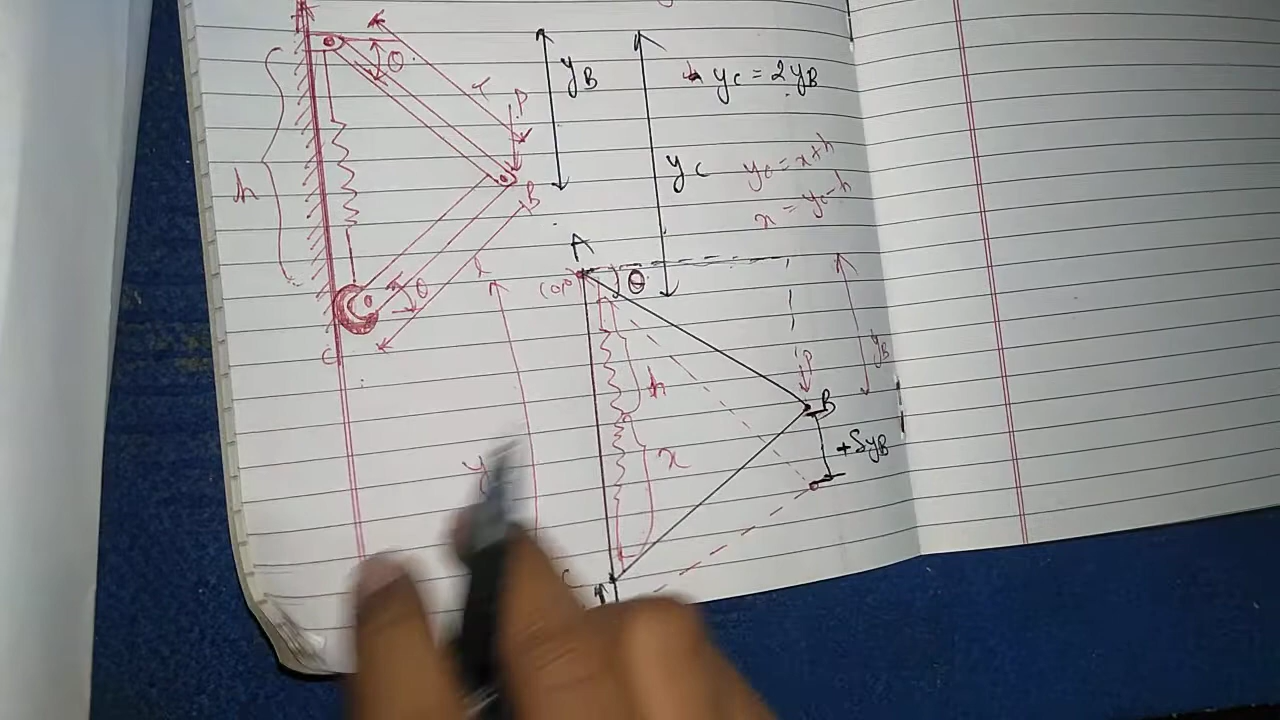 θ
yB
yC = 2yB
l
P
h
yC
yC = x+h
x = yC-h
B
A
l
θ
(0,0)
θ
C
yB
P
h
B
+δyB
x
y
C